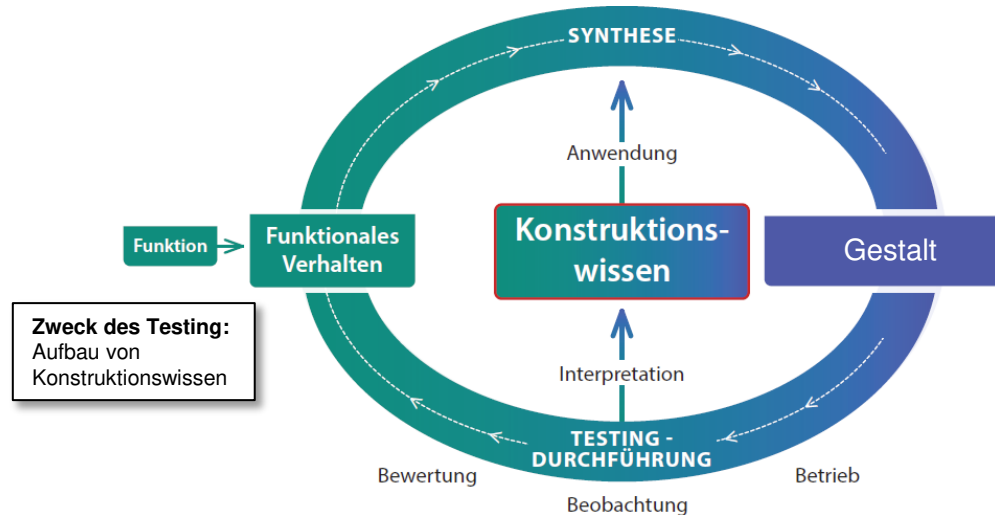 SYNTHESE
Anwendung
Funktion
Funktionales
Verhalten
Konstruktions-
wissen
Gestalt
Zweck des Testing:
Aufbau von
Konstruktionswissen
Interpretation
TESTING -
DURCHFÜHRUNG
Bewertung
Beobachtung
Betrieb